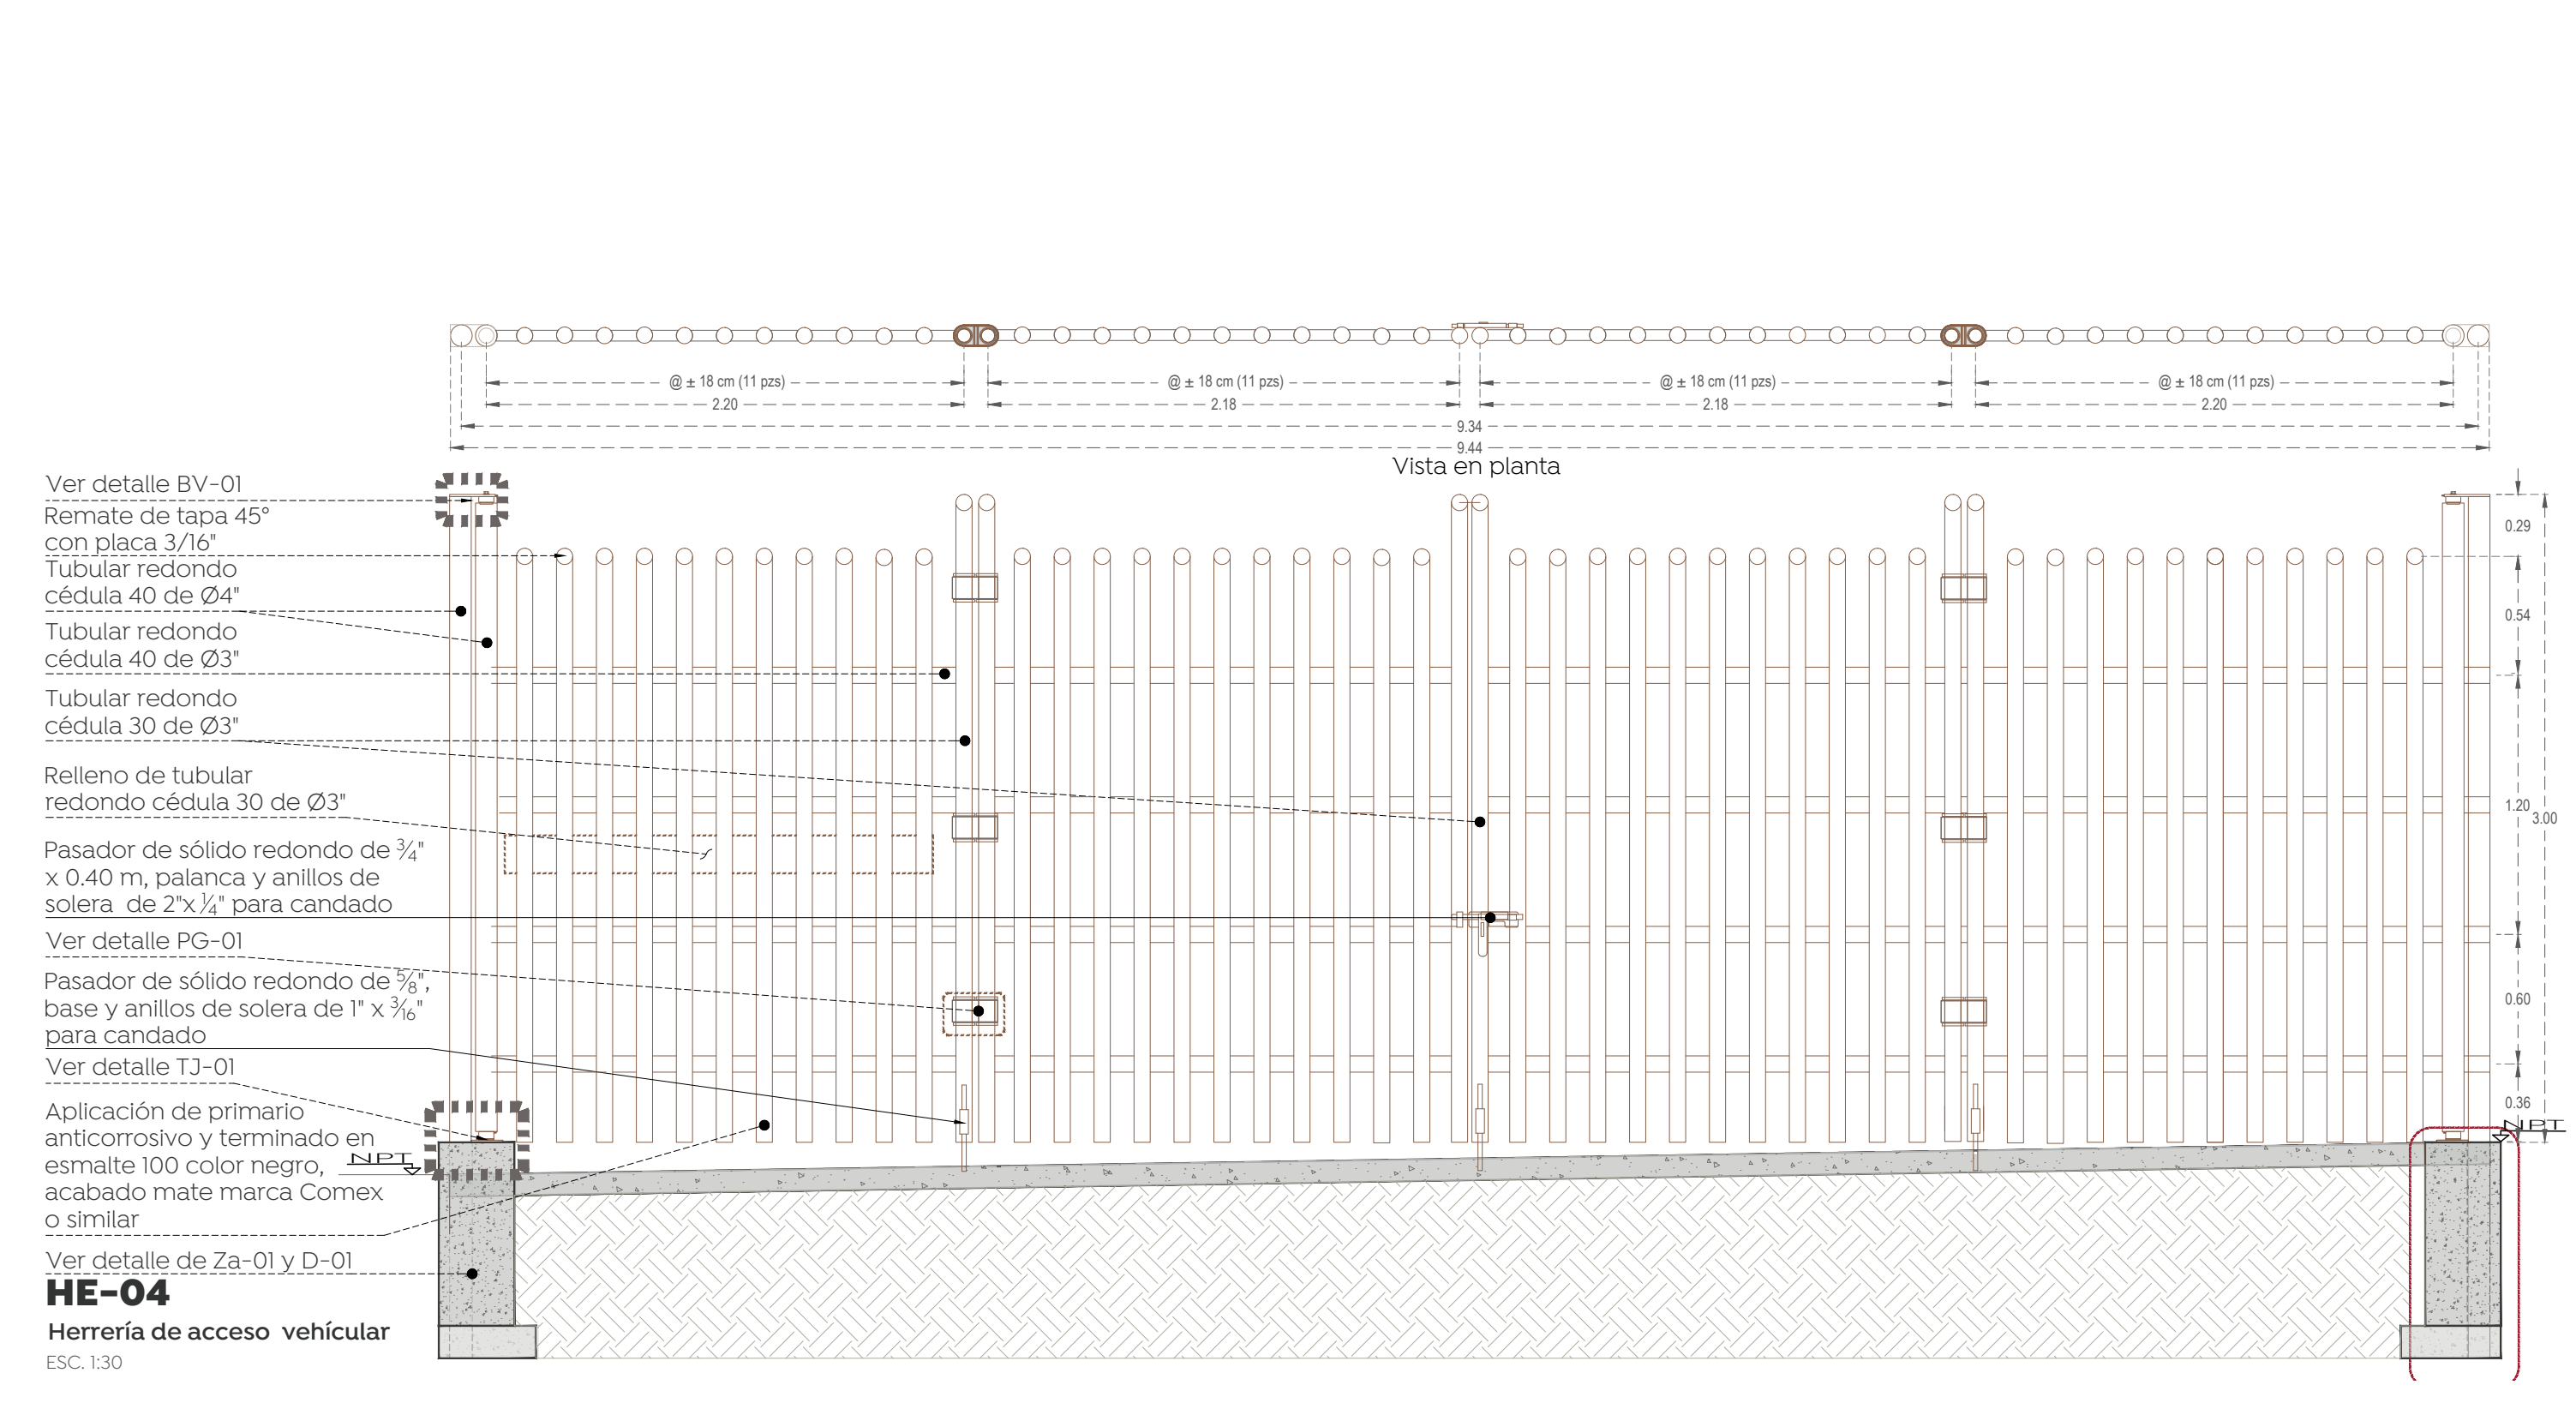 @ ± 18 cm (11 pzs)
@ ± 18 cm (11 pzs)
@ ± 18 cm (11 pzs)
@ ± 18 cm (11 pzs)
2.20
2.18
2.18
2.20
9.34
9.44
Vista en planta
Ver detalle BV-01
Remate de tapa 45°
con placa 3/16"
Tubular redondo
cédula 40 de Ø4"
Tubular redondo
cédula 40 de Ø3"
Tubular redondo
cédula 30 de Ø3"
Relleno de tubular
redondo cédula 30 de Ø3"
Pasador de sólido redondo de 3/4"
x 0.40 m, palanca y anillos de
solera de 2"x 1/4" para candado
Ver detalle PG-01
Pasador de sólido redondo de 5/8",
base y anillos de solera de 1" x 3/16"
para candado
Ver detalle TJ-01
Aplicación de primario
anticorrosivo y terminado en
esmalte 100 color negro,
acabado mate marca Comex
o similar
Ver detalle de Za-01 y D-01
NPT
0.29
0.54
1.20
3.00
0.60
0.36
NPT
HE-04
Herrería de acceso vehícular
ESC. 1:30